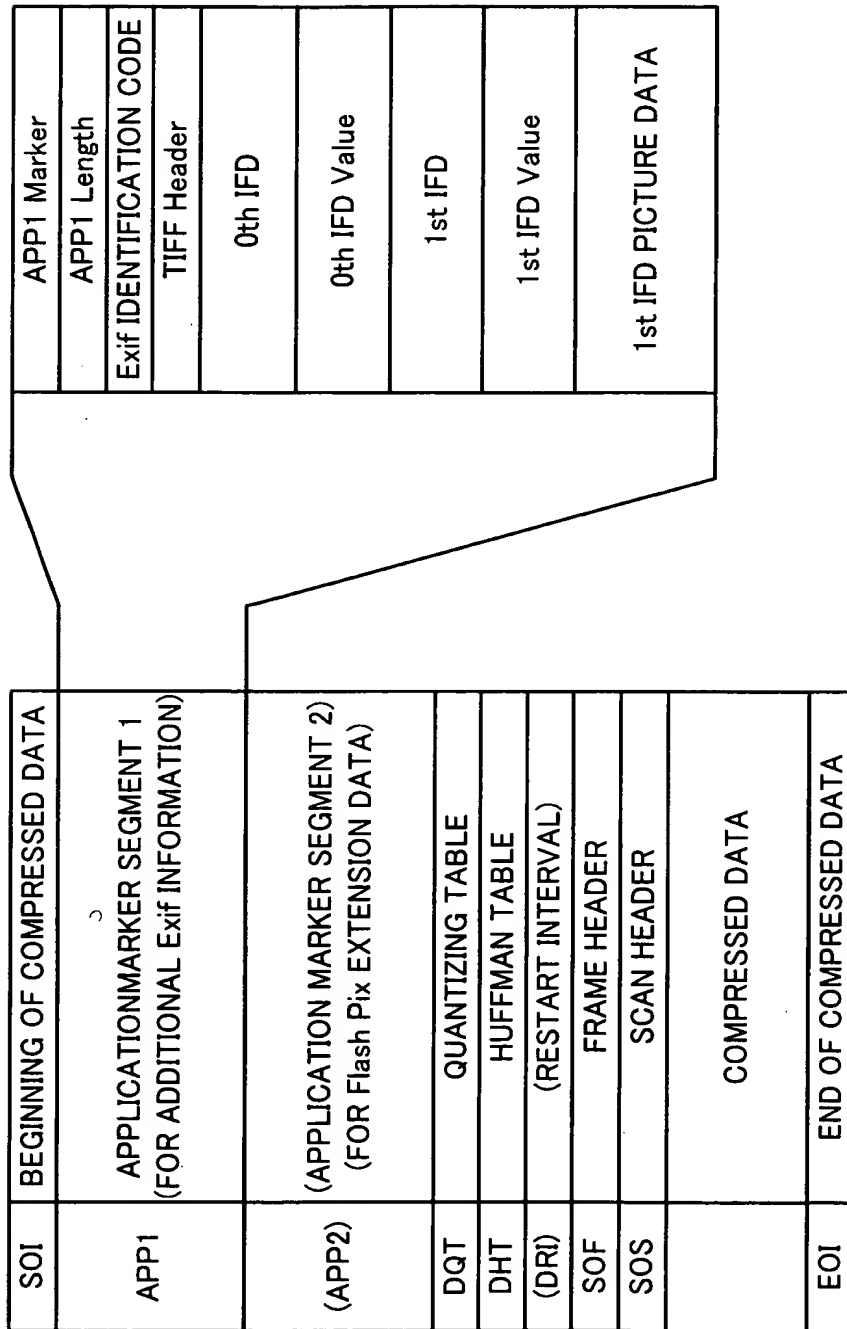 SOI BEGINNING OF COMPRESSED DATA
APP1 APPLICATIONMARKER SEGMENT 1
(FOR ADDITIONAL Exif INFORMATION)
(APP2) (APPLICATION MARKER SEGMENT 2)
(FOR Flash Pix EXTENSION DATA)
DQT QUANTIZING TABLE
DHT HUFFMAN TABLE
(DRI) (RESTART INTERVAL)
SOF FRAME HEADER
SOS SCAN HEADER
COMPRESSED DATA
EOI END OF COMPRESSED DATA
APP1 Marker
APP1 Length
Exif IDENTIFICATION CODE
TIFF Header
0th IFD
0th IFD Value
1st IFD
1st IFD Value
1st IFD PICTURE DATA